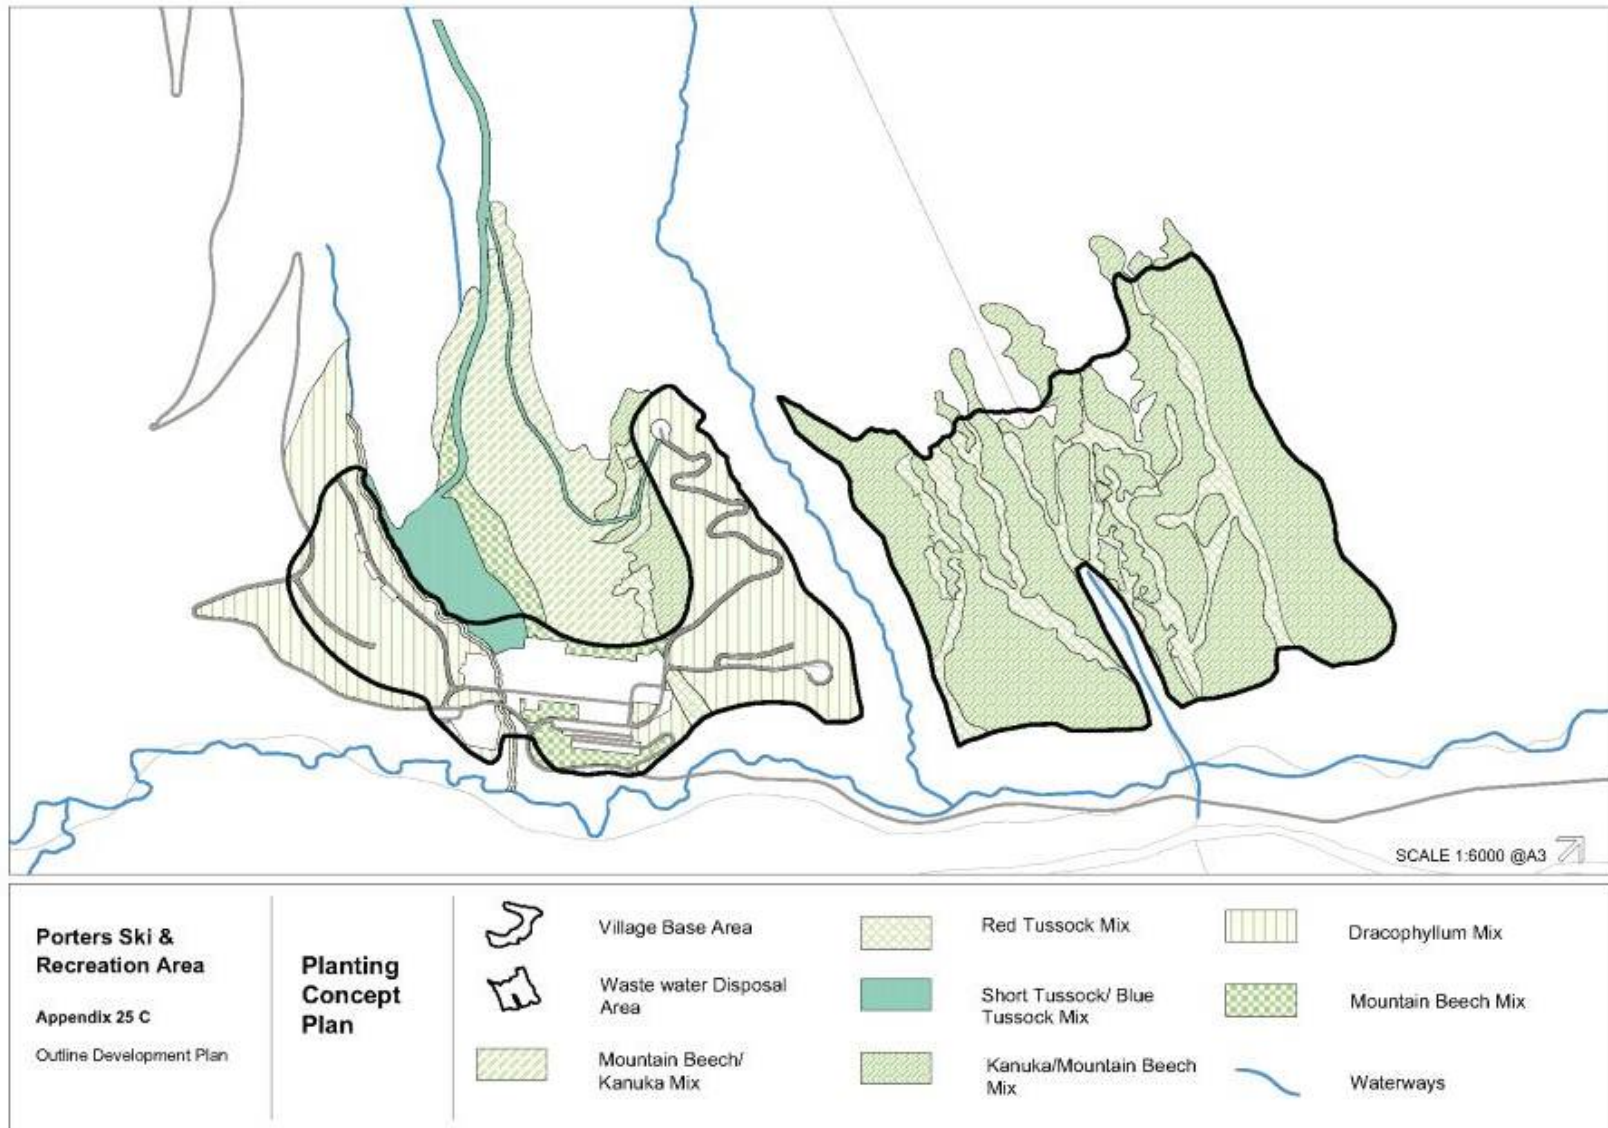 SCALE 1:6000 @A3
Porters Ski &
Recreation Area
Appendix 25 C
Outline Development Plan
Planting
Concept
Plan
Village Base Area
Waste water Disposal
Area
Mountain Beech/
Kanuka Mix
Red Tussock Mix
Short Tussock/ Blue
Tussock Mix
Kanuka/Mountain Beech
Mix
Dracophyllum Mix
Mountain Beech Mix
Waterways